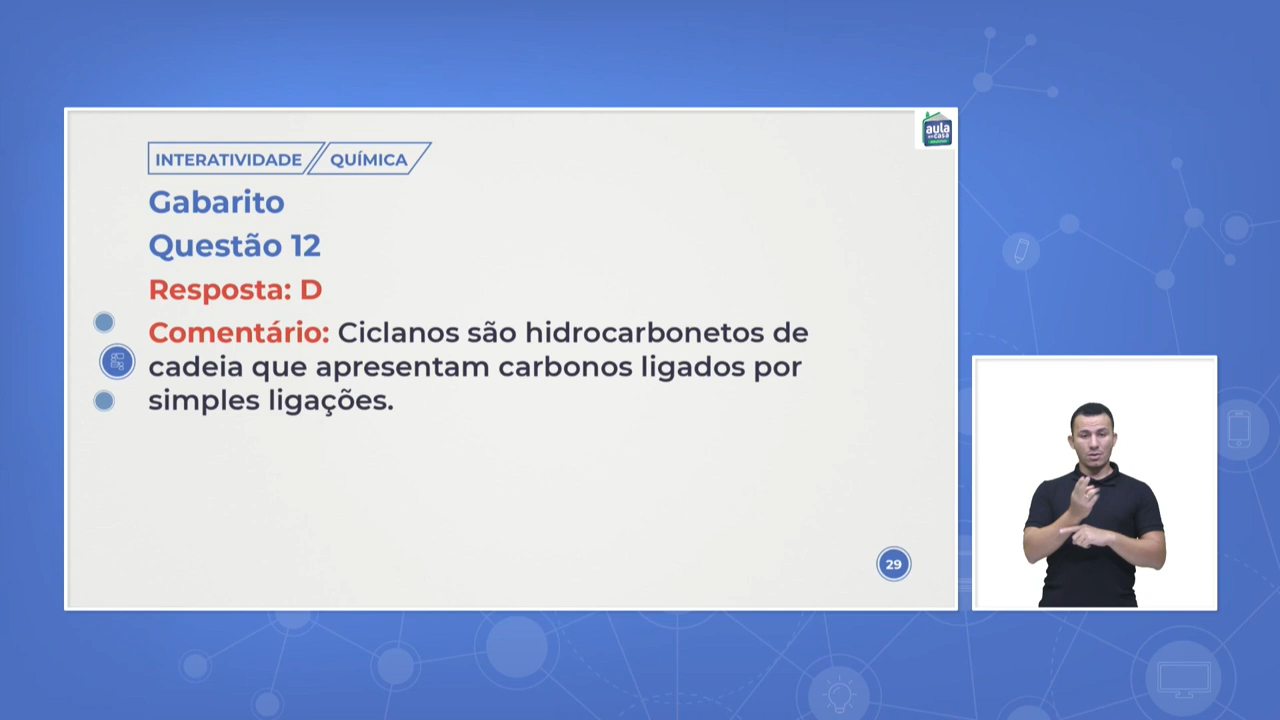 aula
em casa
INTERATIVIDADE QUÍMICA
Gabarito
Questão 12
Resposta: D
Comentário: Ciclanos são hidrocarbonetos de
cadeia que apresentam carbonos ligados por
simples ligações.
29